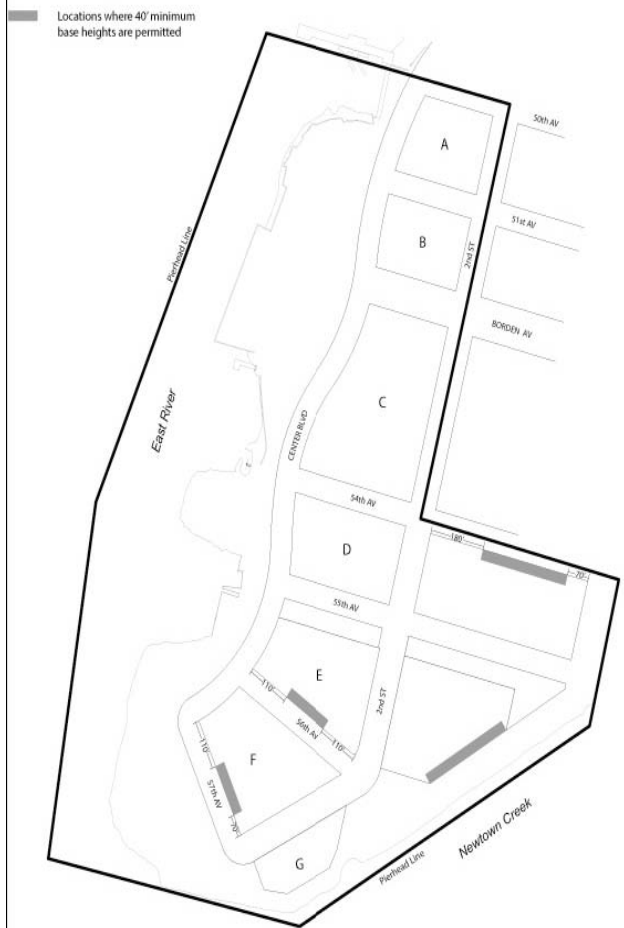 Locations where 40' minimum
base heights are permitted
50th AV
A
51st AV
B
2nd ST
Pierhead Line
BORDEN AV
C
East River
CENTER BLVD
54th AV
D
180'
70'
55th AV
E
110'
56th AV
110'
2nd ST
F
110'
57th AV
70'
G
Newtown Creek
Pierhead Line